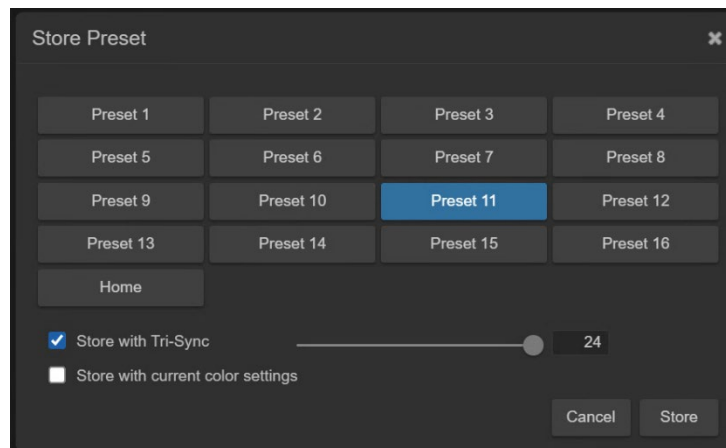 Store Preset
Preset 1 Preset 2 Preset 3 Preset 4
Preset 5 Preset 6 Preset 7 Preset 8
Preset 9 Preset 10 Preset 11 Preset 12
Preset 13 Preset 14 Preset 15 Preset 16
Home
Store with Tri-Sync 24
Store with current color settings
Cancel Store